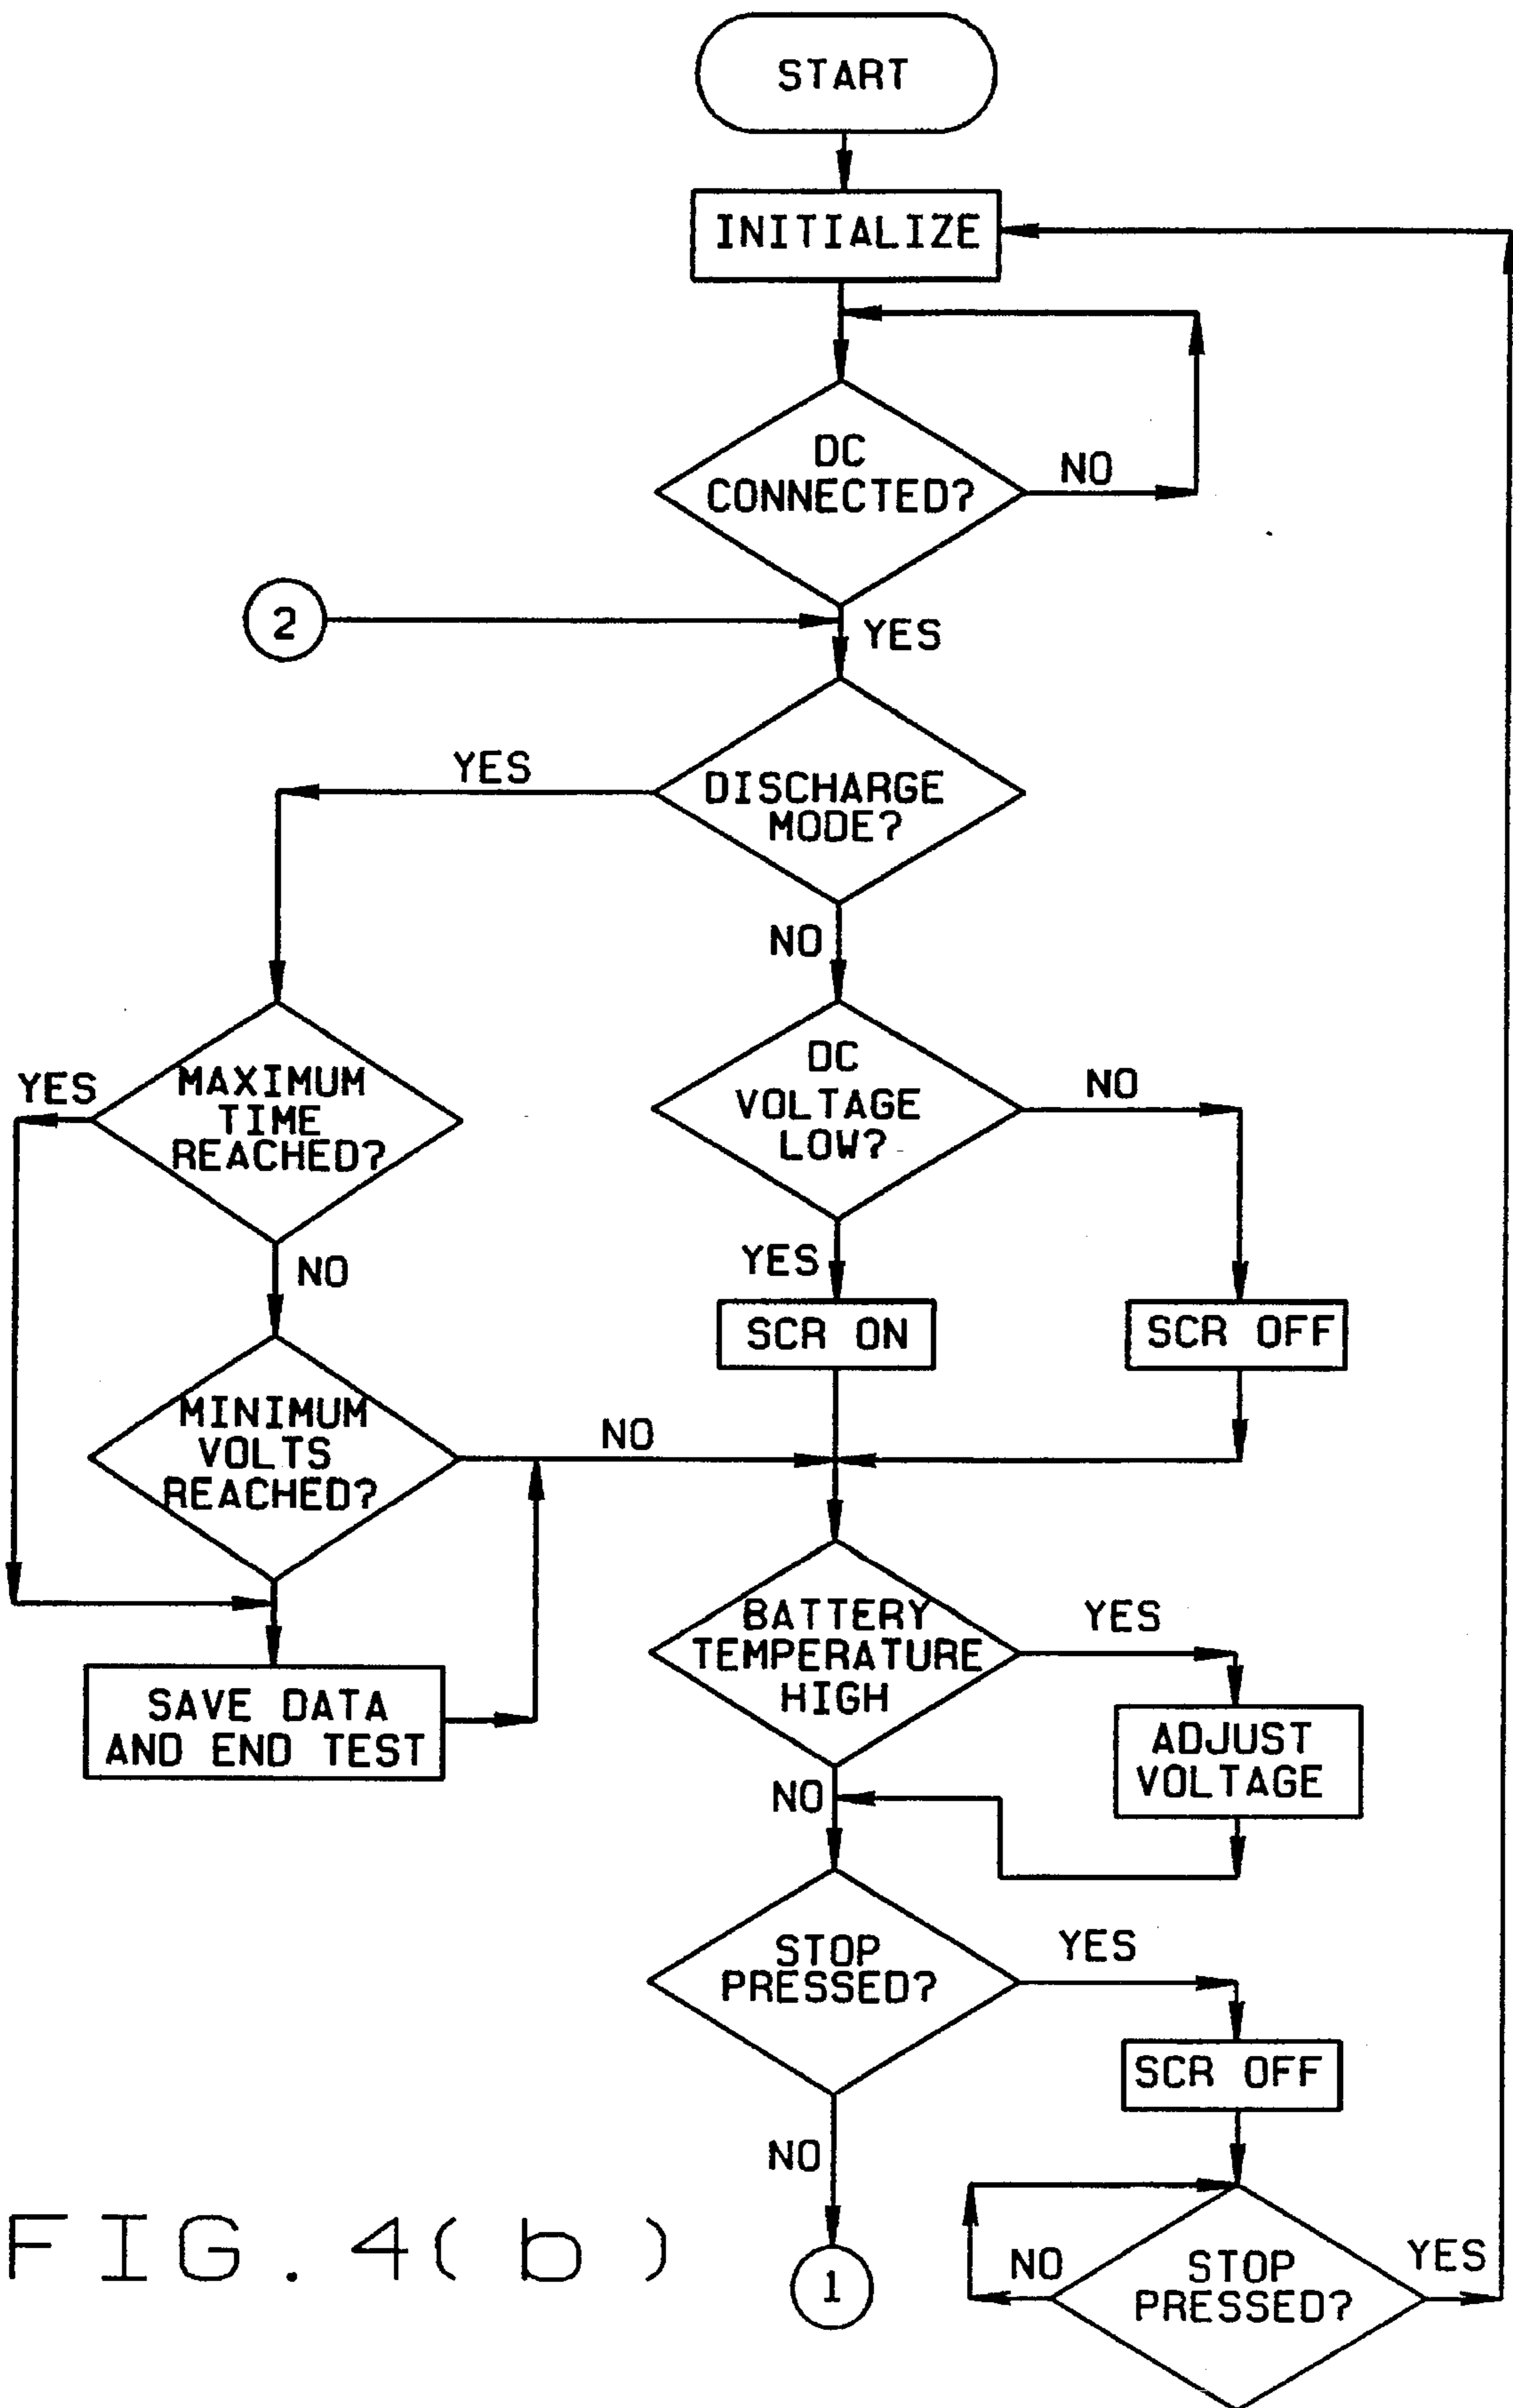 START
INITIALIZE
DC
CONNECTED?
NO
2
YES
YES
DISCHARGE
MODE?
NO
YES
MAXIMUM
TIME
REACHED?
DC
VOLTAGE
LOW?
NO
NO
YES
SCR ON
SCR OFF
MINIMUM
VOLTS
REACHED?
NO
BATTERY
TEMPERATURE
HIGH
YES
SAVE DATA
AND END TEST
ADJUST
VOLTAGE
NO
STOP
PRESSED?
YES
SCR OFF
NO
1
NO
STOP
PRESSED?
YES
FIG. 4(b)